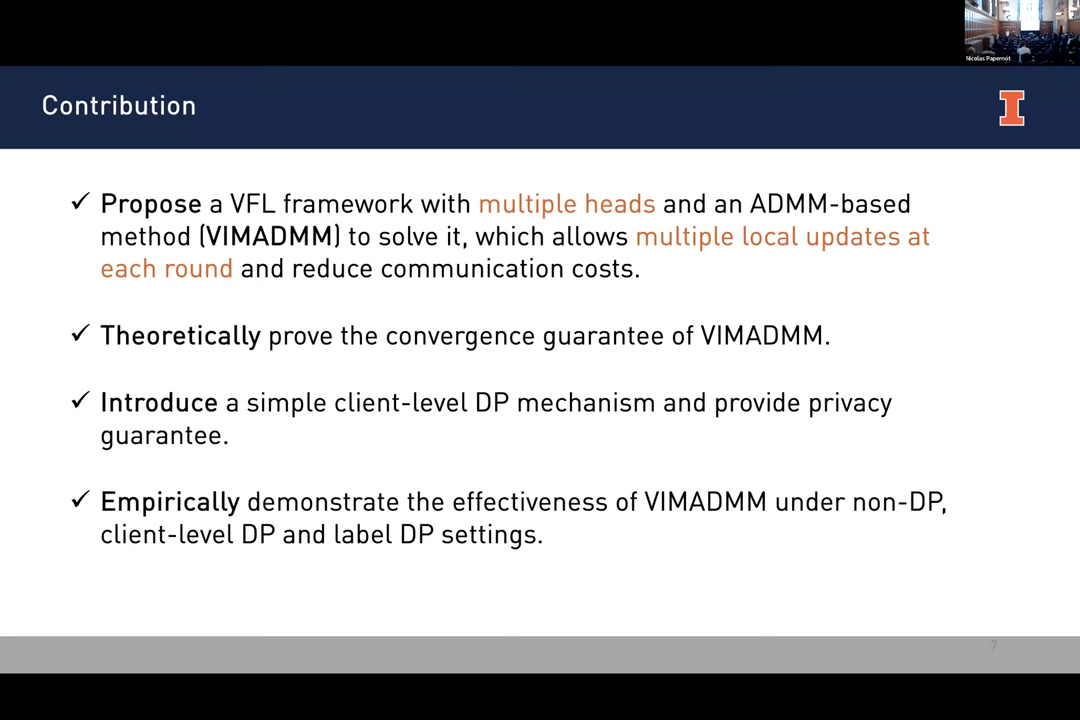 Nicolas Papernot
Contribution
I
✓ Propose a VFL framework with multiple heads and an ADMM-based
method (VIMADMM) to solve it, which allows multiple local updates at
each round and reduce communication costs.
✓ Theoretically prove the convergence guarantee of VIMADMM.
✓ Introduce a simple client-level DP mechanism and provide privacy
guarantee.
✓ Empirically demonstrate the effectiveness of VIMADMM under non-DP,
client-level DP and label DP settings.
7